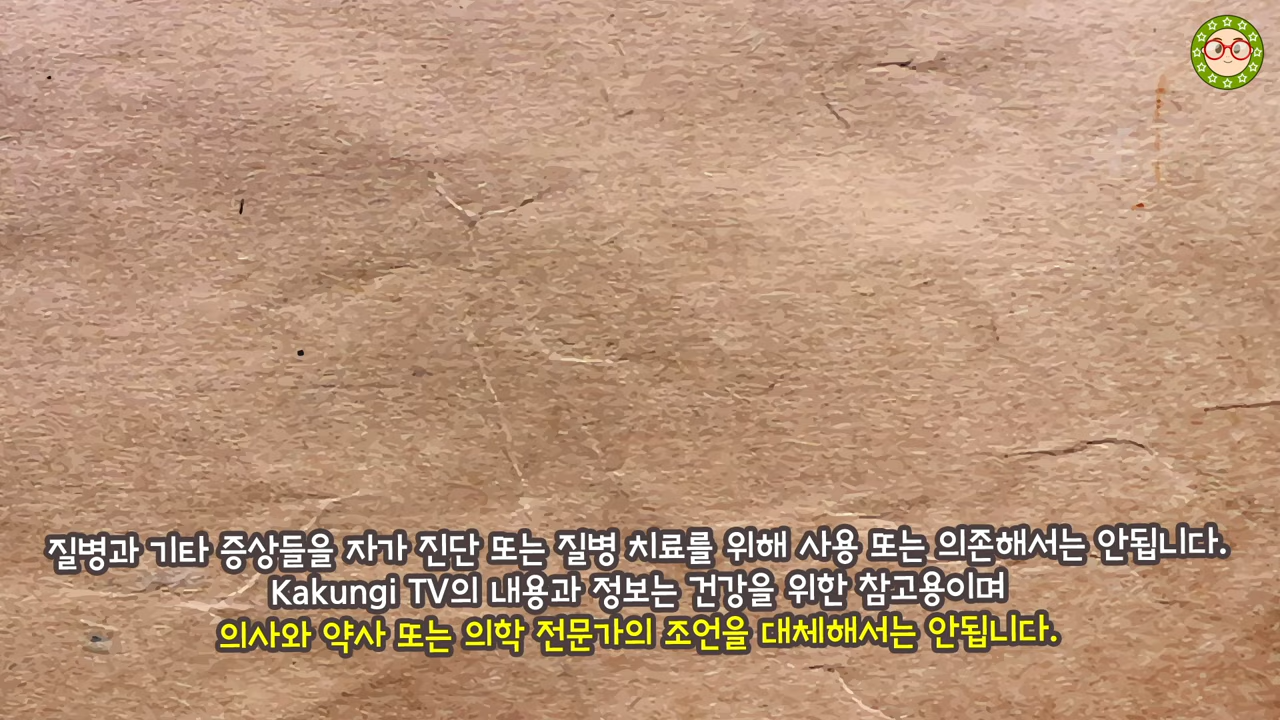 질병과 기타 증상들을 자가 진단 또는 질병 치료를 위해 사용 또는 의존해서는 안됩니다.
Kakungi TV의 내용과 정보는 건강을 위한 참고용이며
의사와 약사 또는 의학 전문가의 조언을 대체해서는 안됩니다.